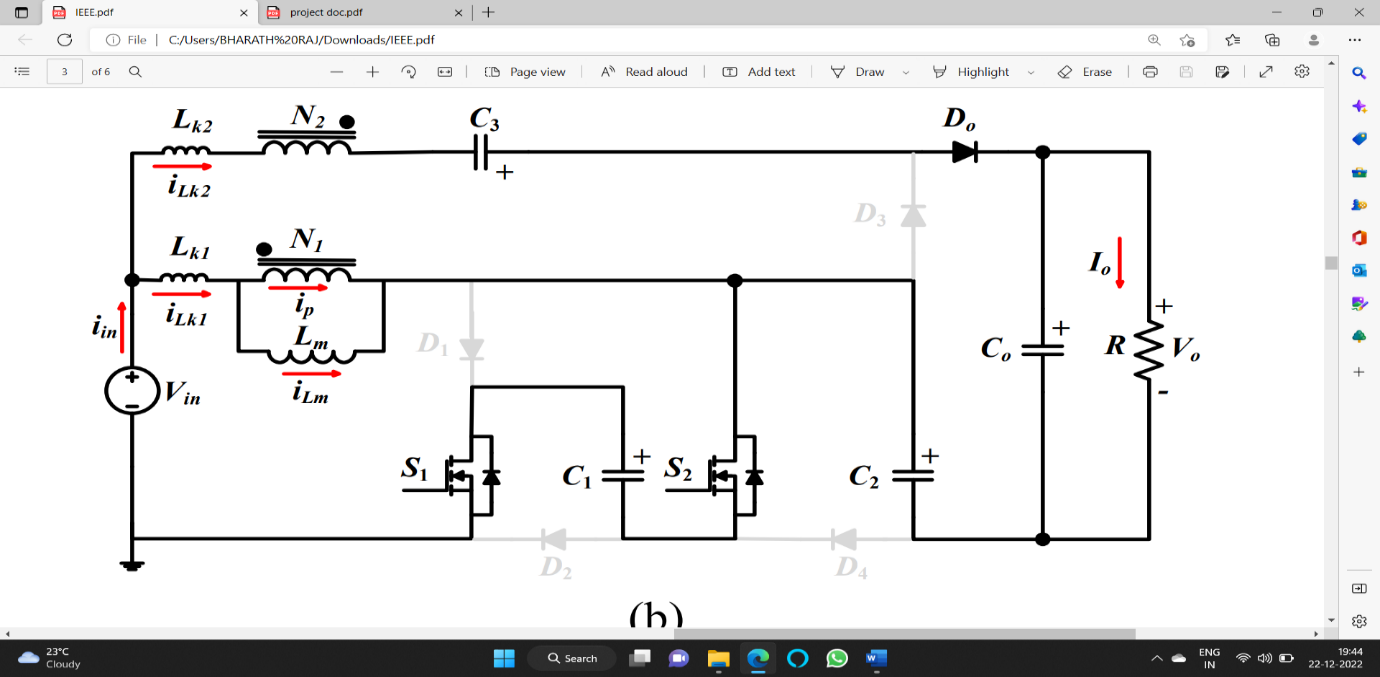 IEEE.pdf
project doc.pdf
File | C:/Users/BHARATH%20RAJ/Downloads/IEEE.pdf
3 of 6
Page view
Read aloud
Add text
Draw
Highlight
Erase
Lk2 N2 C3 Do
+
iLk2
D3
Lk1 N1
Io
iLk1 ip
iin
Lm
D1
+
Co + R Vo
Vin iLm
-
S1 C1 + S2 C2 +
D2 D4
(b)
23°C
Cloudy
Search
ENG
IN
19:44
22-12-2022